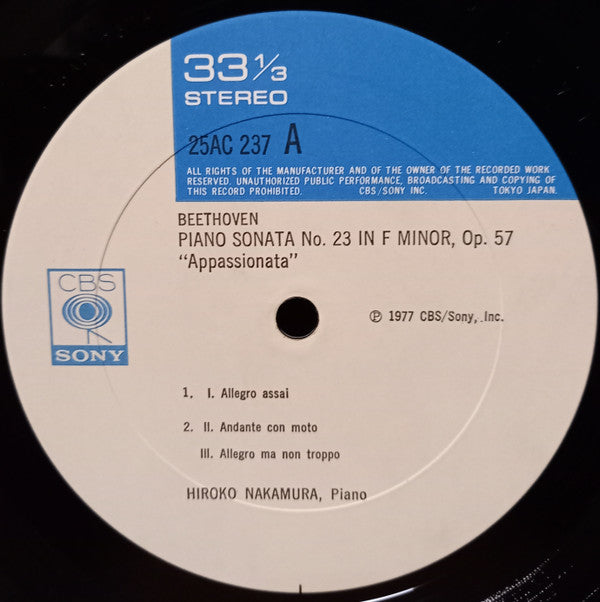 33 1/3
STEREO
25AC 237 A
ALL RIGHTS OF THE MANUFACTURER AND OF THE OWNER OF THE RECORDED WORK
RESERVED. UNAUTHORIZED PUBLIC PERFORMANCE, BROADCASTING AND COPYING OF
THIS RECORD PROHIBITED. CBS/SONY INC. TOKYO JAPAN.
BEETHOVEN
PIANO SONATA No. 23 IN F MINOR, Op. 57
“Appassionata”
CBS
SONY
℗ 1977 CBS/Sony, Inc.
1. I. Allegro assai
2. II. Andante con moto
III. Allegro ma non troppo
HIROKO NAKAMURA, Piano